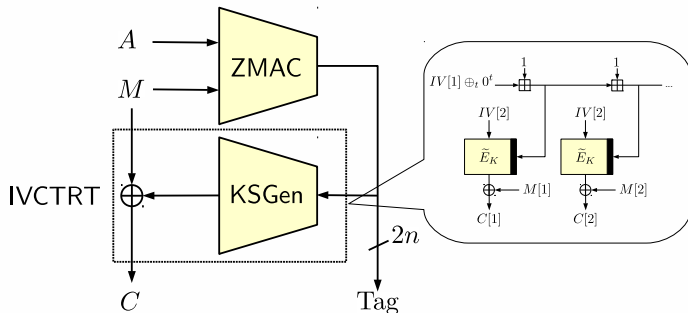 A
M
ZMAC
IVCTRT
KSGen
2n
C
Tag
1 1
IV[1] ⊕ₜ 0ᵗ ...
IV[2] IV[2]
Ẽ_K Ẽ_K
M[1] M[2]
C[1] C[2]